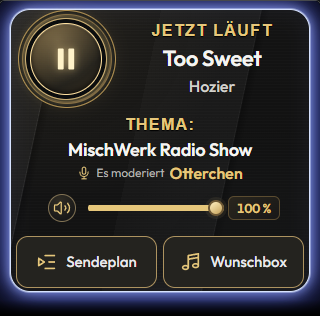 JETZT LÄUFT
Too Sweet
Hozier
THEMA:
MischWerk Radio Show
Es moderiert Otterchen
100 %
Sendeplan
Wunschbox